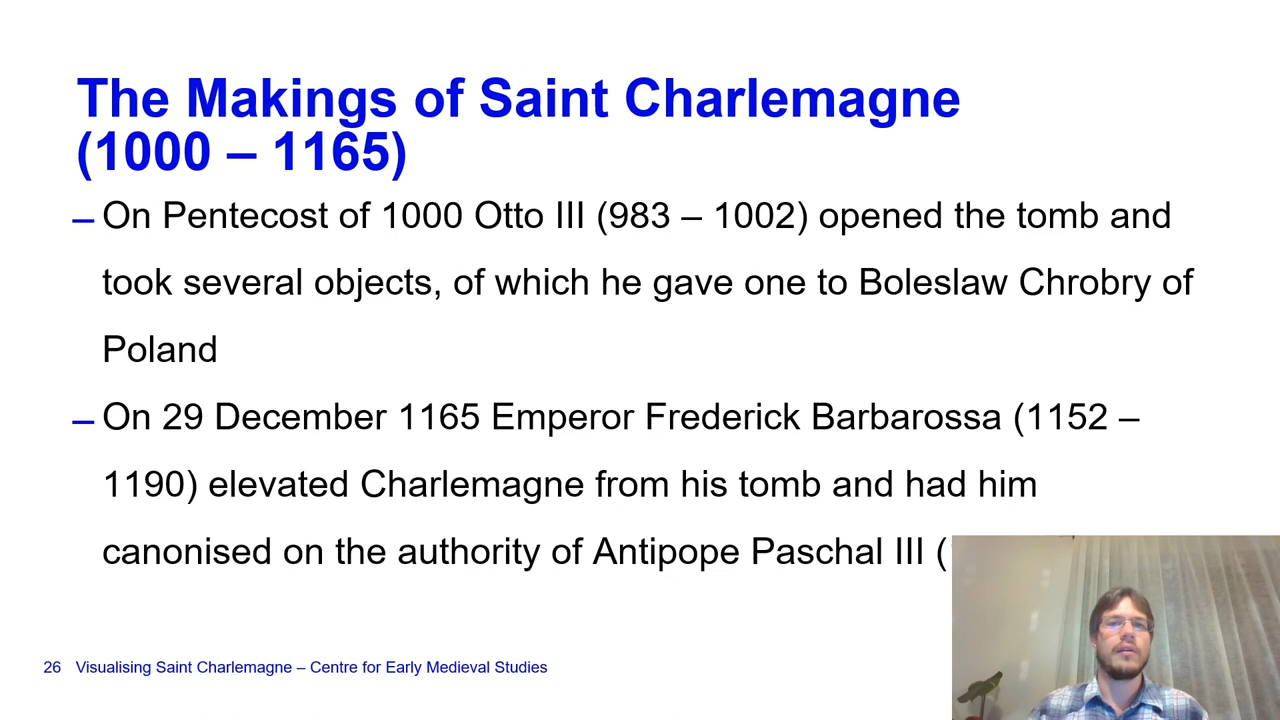 The Makings of Saint Charlemagne
(1000 – 1165)
– On Pentecost of 1000 Otto III (983 – 1002) opened the tomb and
took several objects, of which he gave one to Boleslaw Chrobry of
Poland
– On 29 December 1165 Emperor Frederick Barbarossa (1152 –
1190) elevated Charlemagne from his tomb and had him
canonised on the authority of Antipope Paschal III (
26 Visualising Saint Charlemagne – Centre for Early Medieval Studies